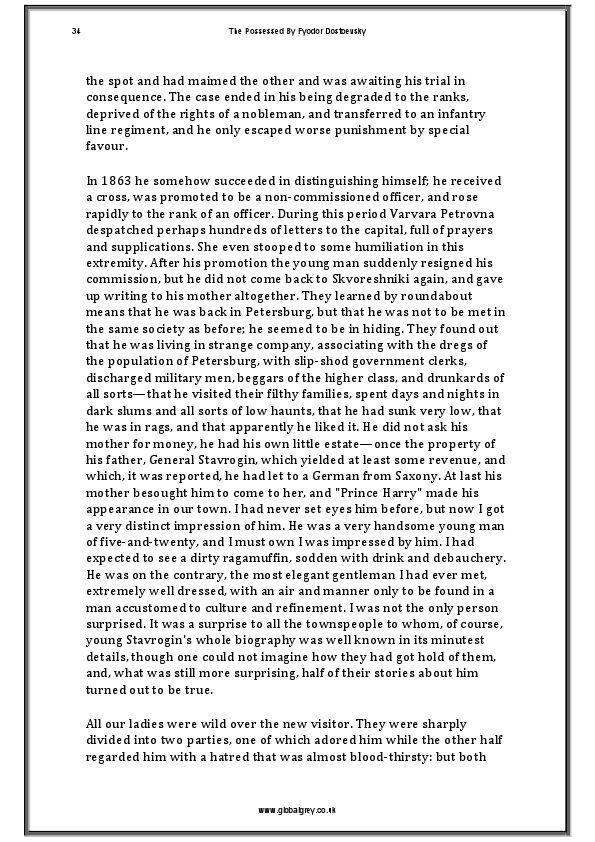 34
The Possessed By Fyodor Dostoevsky
the spot and had maimed the other and was awaiting his trial in
consequence. The case ended in his being degraded to the ranks,
deprived of the rights of a nobleman, and transferred to an infantry
line regiment, and he only escaped worse punishment by special
favour.
In 1863 he somehow succeeded in distinguishing himself; he received
a cross, was promoted to be a non-commissioned officer, and rose
rapidly to the rank of an officer. During this period Varvara Petrovna
despatched perhaps hundreds of letters to the capital, full of prayers
and supplications. She even stooped to some humiliation in this
extremity. After his promotion the young man suddenly resigned his
commission, but he did not come back to Skvoreshniki again, and gave
up writing to his mother altogether. They learned by roundabout
means that he was back in Petersburg, but that he was not to be met in
the same society as before; he seemed to be in hiding. They found out
that he was living in strange company, associating with the dregs of
the population of Petersburg, with slip-shod government clerks,
discharged military men, beggars of the higher class, and drunkards of
all sorts—that he visited their filthy families, spent days and nights in
dark slums and all sorts of low haunts, that he had sunk very low, that
he was in rags, and that apparently he liked it. He did not ask his
mother for money, he had his own little estate—once the property of
his father, General Stavrogin, which yielded at least some revenue, and
which, it was reported, he had let to a German from Saxony. At last his
mother besought him to come to her, and "Prince Harry" made his
appearance in our town. I had never set eyes him before, but now I got
a very distinct impression of him. He was a very handsome young man
of five-and-twenty, and I must own I was impressed by him. I had
expected to see a dirty ragamuffin, sodden with drink and debauchery.
He was on the contrary, the most elegant gentleman I had ever met,
extremely well dressed, with an air and manner only to be found in a
man accustomed to culture and refinement. I was not the only person
surprised. It was a surprise to all the townspeople to whom, of course,
young Stavrogin's whole biography was well known in its minutest
details, though one could not imagine how they had got hold of them,
and, what was still more surprising, half of their stories about him
turned out to be true.
All our ladies were wild over the new visitor. They were sharply
divided into two parties, one of which adored him while the other half
regarded him with a hatred that was almost blood-thirsty: but both
www.globalgrey.co.uk